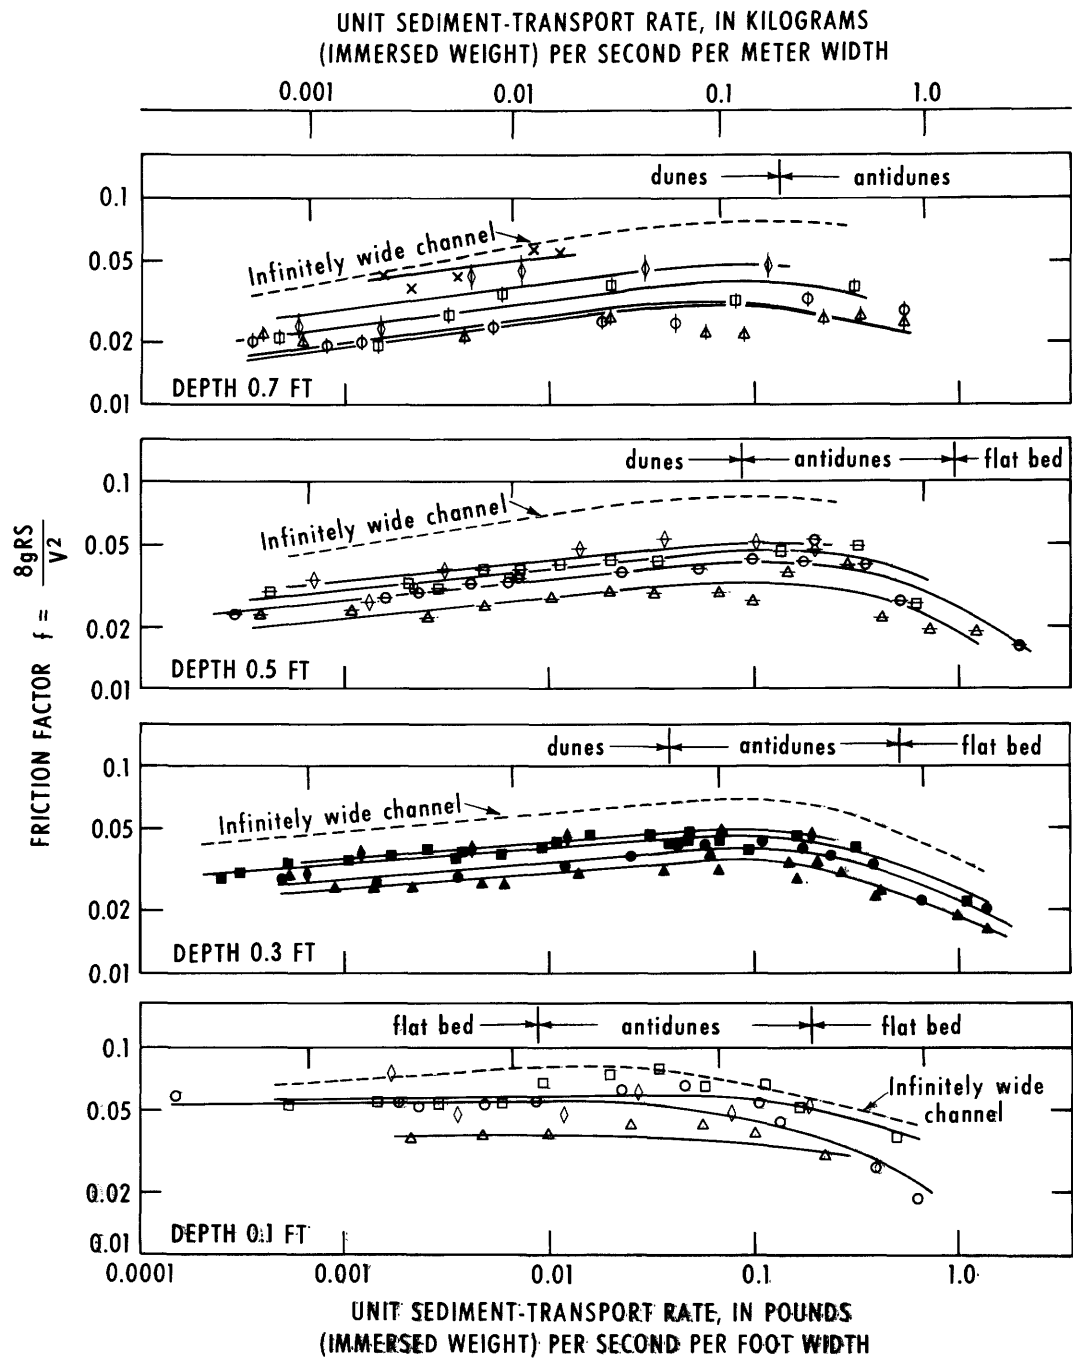 UNIT SEDIMENT-TRANSPORT RATE, IN KILOGRAMS
(IMMERSED WEIGHT) PER SECOND PER METER WIDTH
0.001 0.01 0.1 1.0
dunes antidunes
0.1
Infinitely wide channel
0.05
0.02
DEPTH 0.7 FT
0.01
dunes antidunes flat bed
0.1
Infinitely wide channel
0.05
0.02
DEPTH 0.5 FT
0.01
FRICTION FACTOR f = 8gRS
V2
dunes antidunes flat bed
0.1
Infinitely wide channel
0.05
0.02
DEPTH 0.3 FT
0.01
flat bed antidunes flat bed
0.1
Infinitely wide
channel
0.05
0.02
DEPTH 0.1 FT
0.01
0.0001 0.001 0.01 0.1 1.0
UNIT SEDIMENT-TRANSPORT RATE, IN POUNDS
(IMMERSED WEIGHT) PER SECOND PER FOOT WIDTH